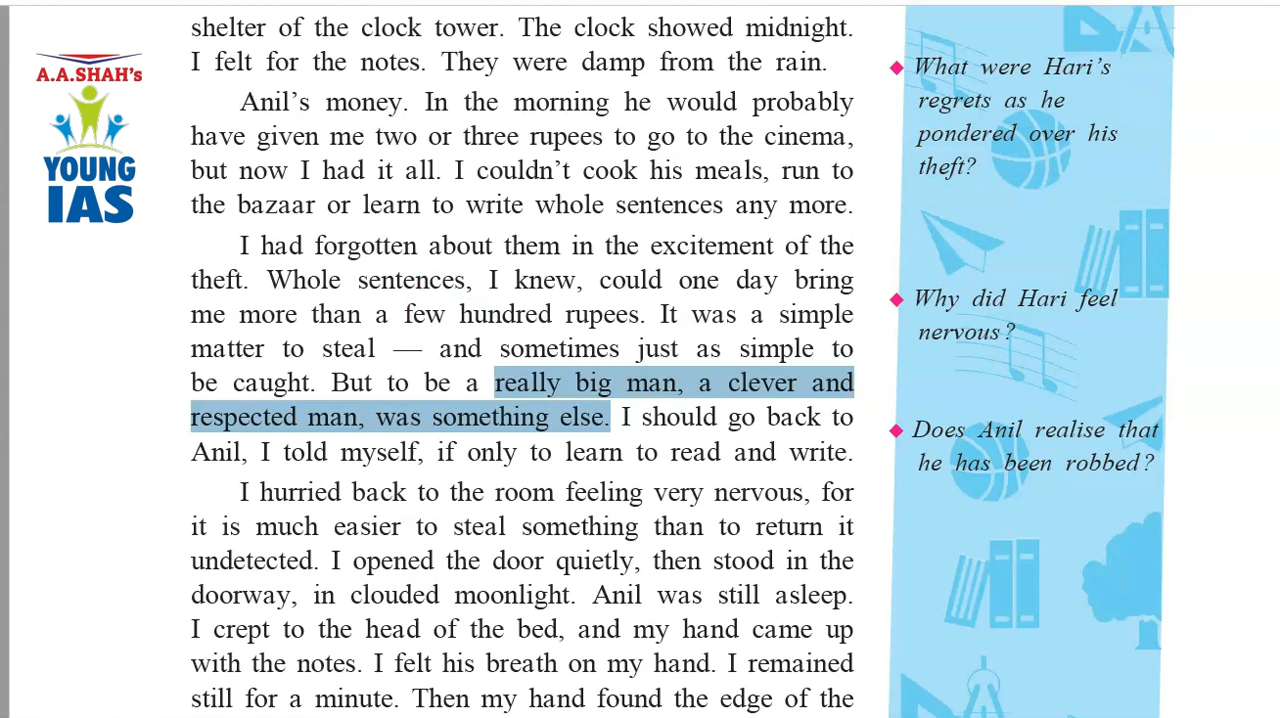 shelter of the clock tower. The clock showed midnight.
I felt for the notes. They were damp from the rain.
Anil’s money. In the morning he would probably
have given me two or three rupees to go to the cinema,
but now I had it all. I couldn’t cook his meals, run to
the bazaar or learn to write whole sentences any more.
I had forgotten about them in the excitement of the
theft. Whole sentences, I knew, could one day bring
me more than a few hundred rupees. It was a simple
matter to steal — and sometimes just as simple to
be caught. But to be a really big man, a clever and
respected man, was something else. I should go back to
Anil, I told myself, if only to learn to read and write.
I hurried back to the room feeling very nervous, for
it is much easier to steal something than to return it
undetected. I opened the door quietly, then stood in the
doorway, in clouded moonlight. Anil was still asleep.
I crept to the head of the bed, and my hand came up
with the notes. I felt his breath on my hand. I remained
still for a minute. Then my hand found the edge of the
A.A.SHAH’s
YOUNG
IAS
What were Hari’s
regrets as he
pondered over his
theft?
Why did Hari feel
nervous?
Does Anil realise that
he has been robbed?